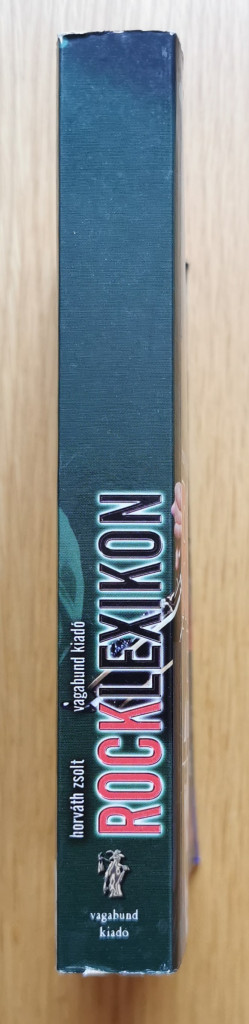 horváth zsolt
vagabund kiadó
ROCKLEXIKON
vagabund
kiadó